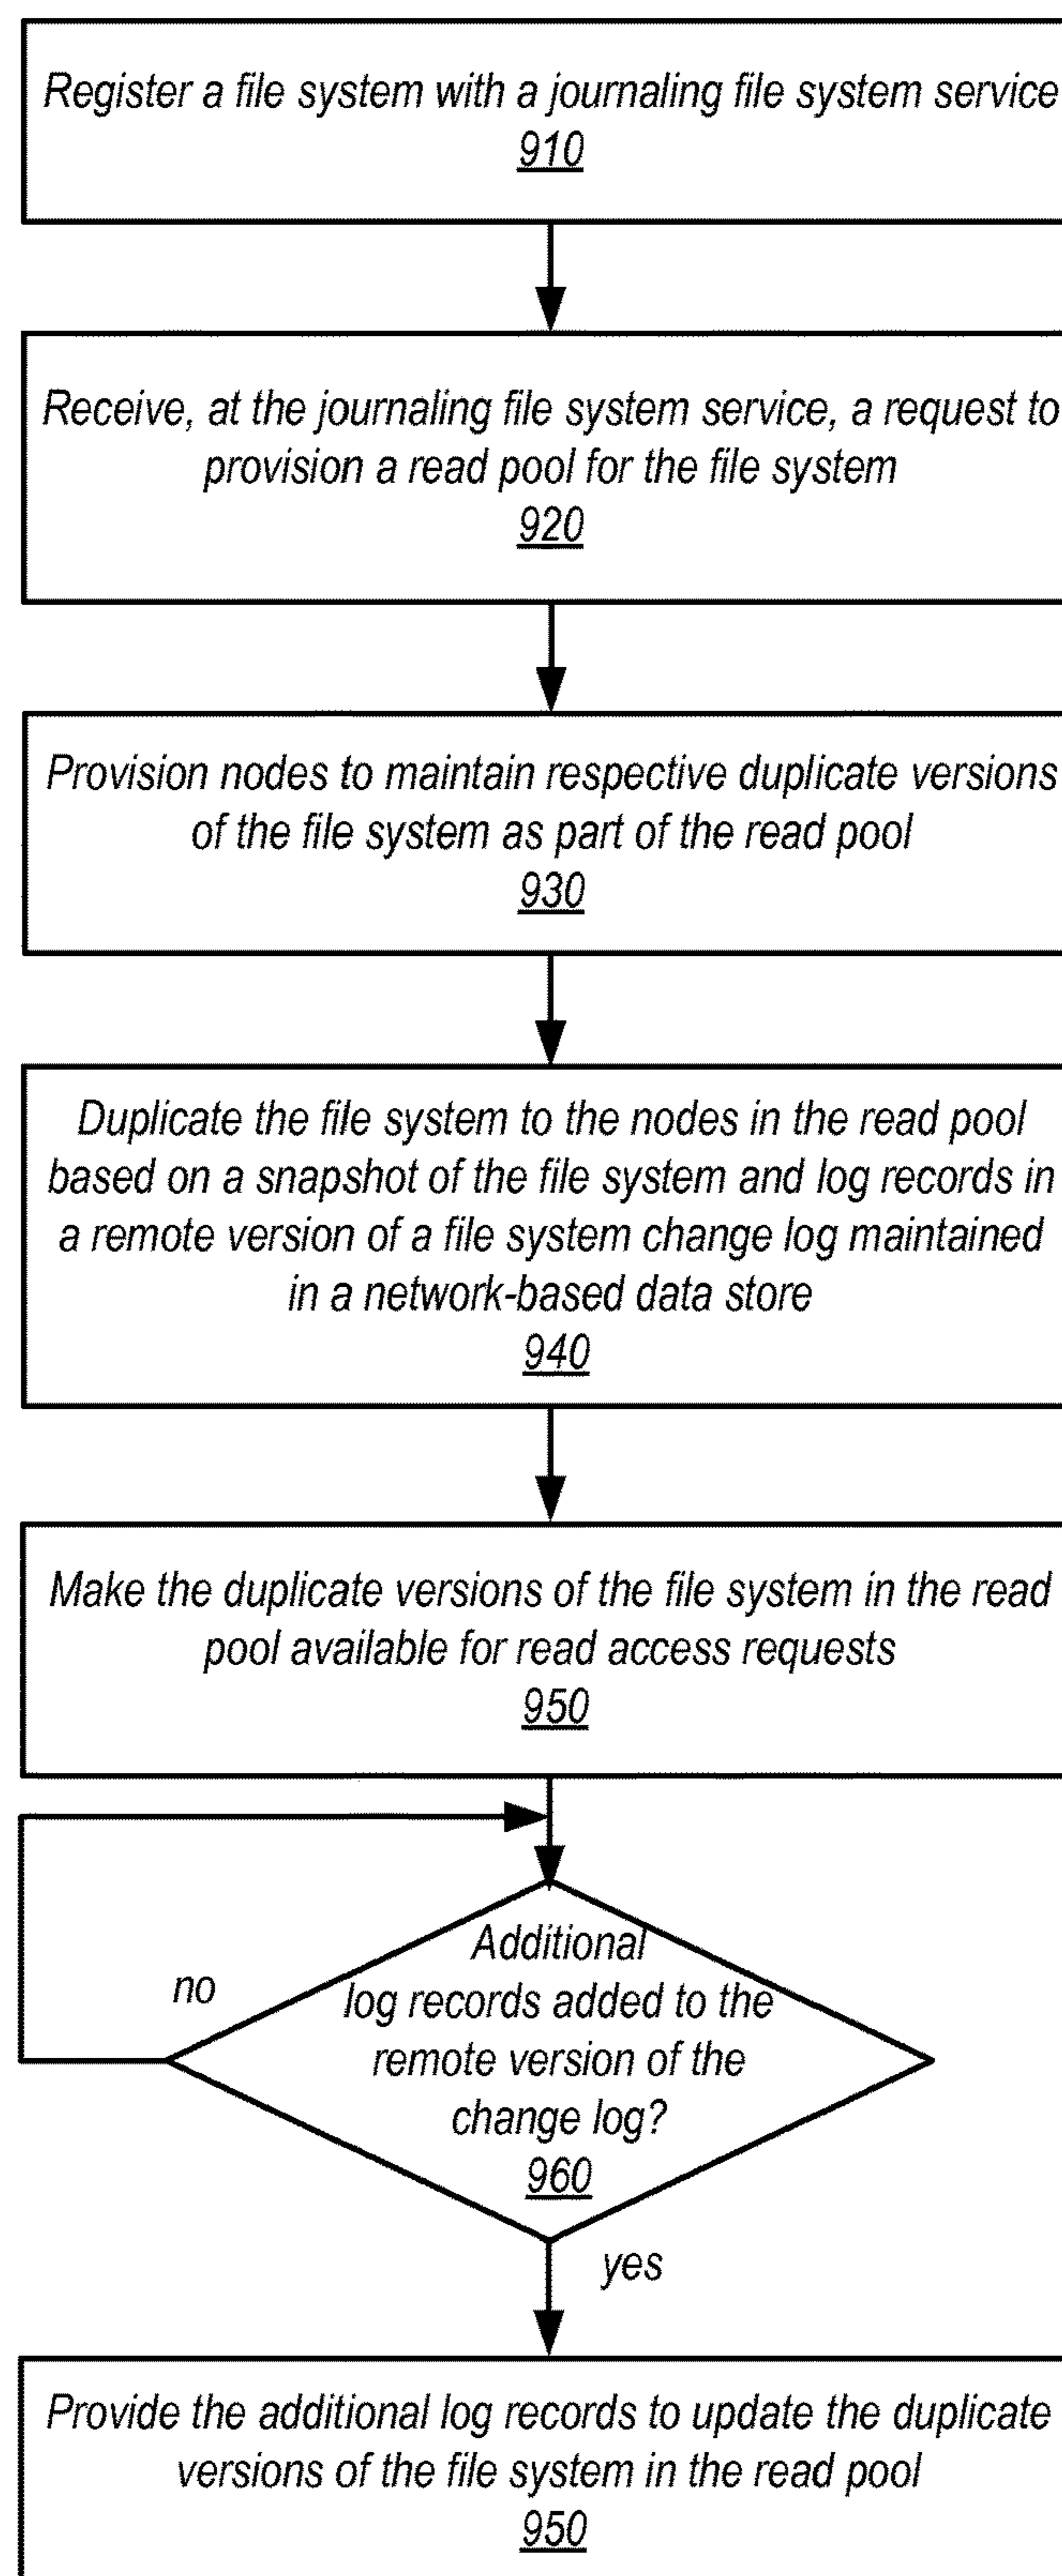 Register a file system with a journaling file system service
910
Receive, at the journaling file system service, a request to
provision a read pool for the file system
920
Provision nodes to maintain respective duplicate versions
of the file system as part of the read pool
930
Duplicate the file system to the nodes in the read pool
based on a snapshot of the file system and log records in
a remote version of a file system change log maintained
in a network-based data store
940
Make the duplicate versions of the file system in the read
pool available for read access requests
950
Additional
no
log records added to the
remote version of the
change log?
960
yes
Provide the additional log records to update the duplicate
versions of the file system in the read pool
950